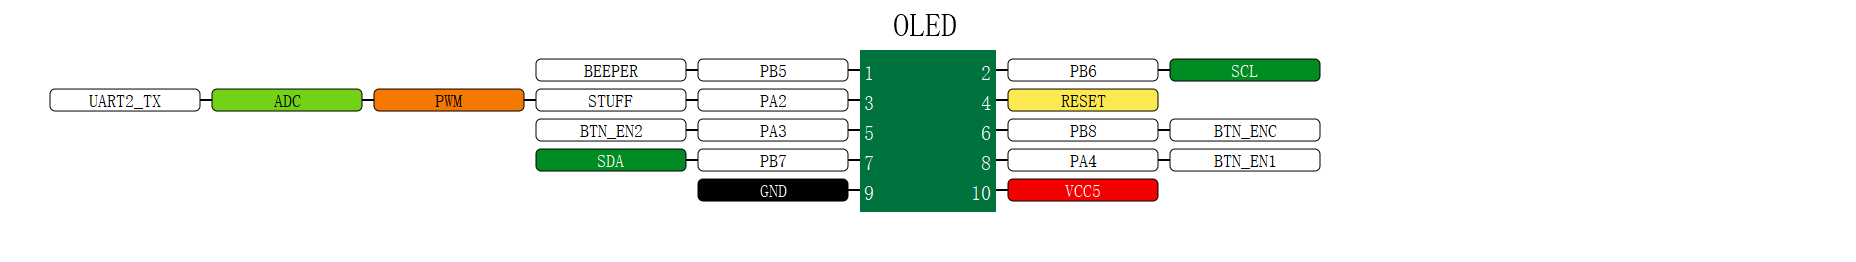 OLED
BEEPER PB5 1 2 PB6 SCL
UART2_TX ADC PWM STUFF PA2 3 4 RESET
BTN_EN2 PA3 5 6 PB8 BTN_ENC
SDA PB7 7 8 PA4 BTN_EN1
GND 9 10 VCC5